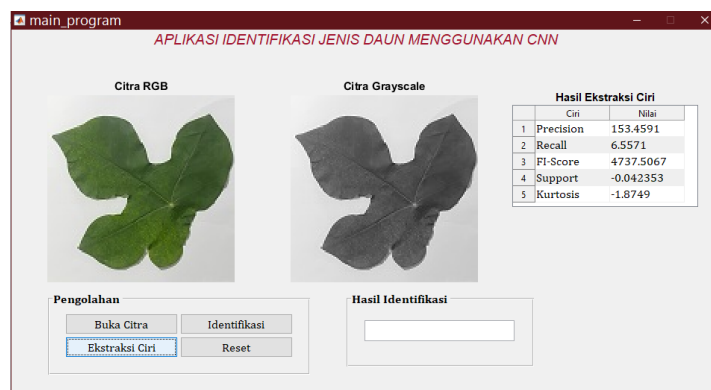 main_program
APLIKASI IDENTIFIKASI JENIS DAUN MENGGUNAKAN CNN
Citra RGB
Citra Grayscale
Hasil Ekstraksi Ciri
Ciri Nilai
1 Precision 153.4591
2 Recall 6.5571
3 FI-Score 4737.5067
4 Support -0.042353
5 Kurtosis -1.8749
Pengolahan
Buka Citra Identifikasi
Ekstraksi Ciri Reset
Hasil Identifikasi